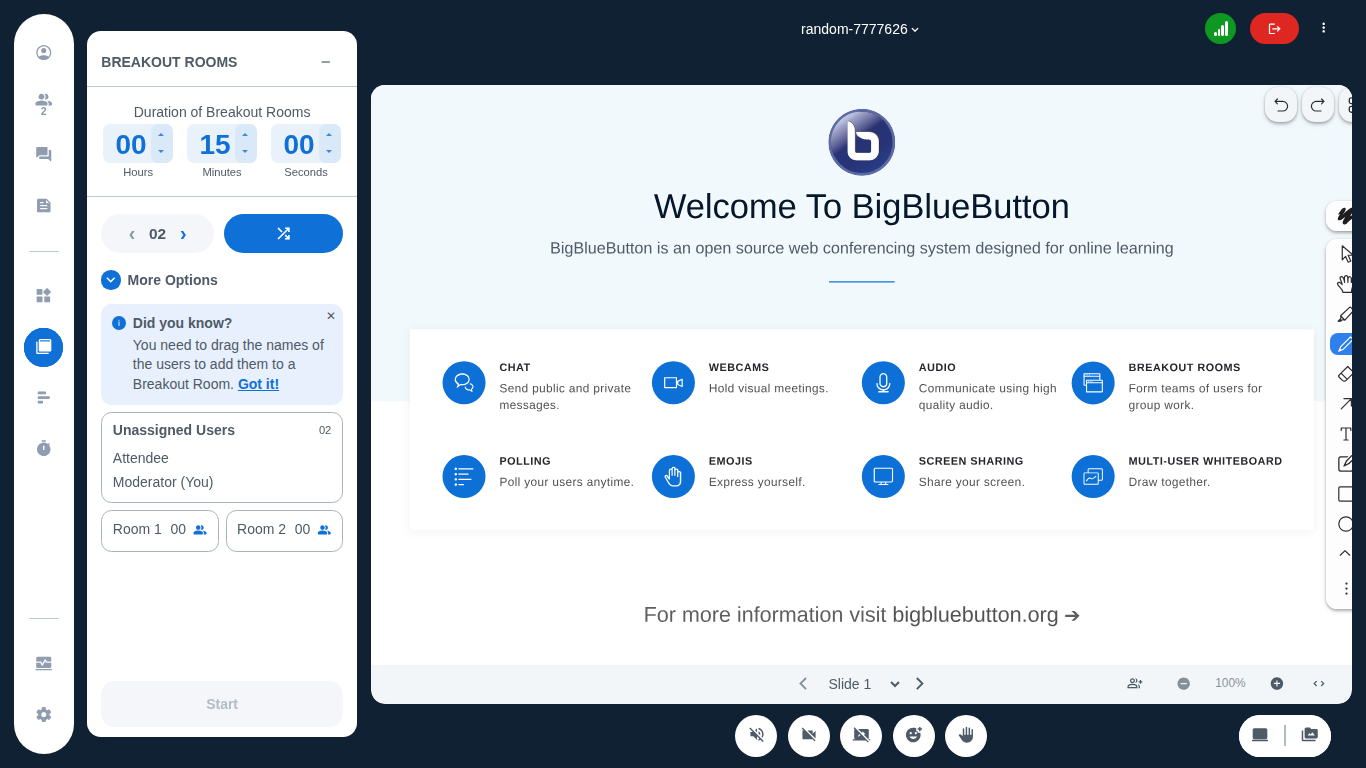 random-7777626
2
BREAKOUT ROOMS
Duration of Breakout Rooms
00 15 00
Hours Minutes Seconds
02
More Options
Did you know?
You need to drag the names of
the users to add them to a
Breakout Room. Got it!
Unassigned Users 02
Attendee
Moderator (You)
Room 1 00 Room 2 00
Start
Welcome To BigBlueButton
BigBlueButton is an open source web conferencing system designed for online learning
CHAT
Send public and private
messages.
WEBCAMS
Hold visual meetings.
AUDIO
Communicate using high
quality audio.
BREAKOUT ROOMS
Form teams of users for
group work.
POLLING
Poll your users anytime.
EMOJIS
Express yourself.
SCREEN SHARING
Share your screen.
MULTI-USER WHITEBOARD
Draw together.
For more information visit bigbluebutton.org ➔
Slide 1
100%